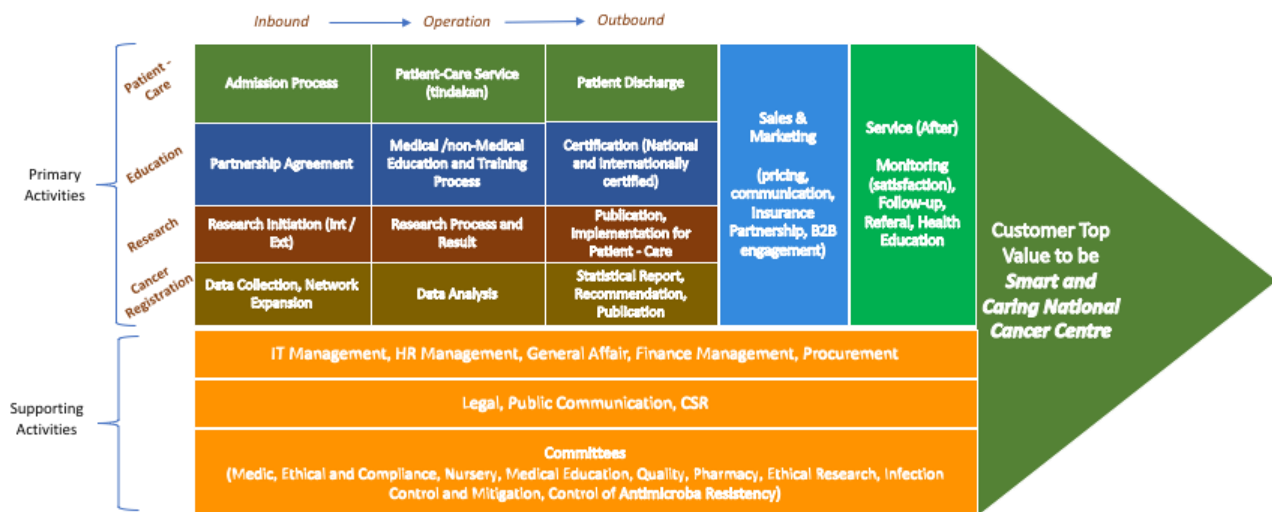 Inbound
Operation
Outbound
Patient -
Care
Admission Process
Patient-Care Service
(tindakan)
Patient Discharge
Education
Partnership Agreement
Medical /non-Medical
Education and Training
Process
Certification (National
and Internationally
certified)
Research
Research Initiation (Int /
Ext)
Research Process and
Result
Publication,
Implementation for
Patient - Care
Cancer
Registration
Data Collection, Network
Expansion
Data Analysis
Statistical Report,
Recommendation,
Publication
Sales &
Marketing
(pricing,
communication,
Insurance
Partnership, B2B
engagement)
Service (After)
Monitoring
(satisfaction),
Follow-up,
Referal, Health
Education
Primary
Activities
Customer Top
Value to be
Smart and
Caring National
Cancer Centre
Supporting
Activities
IT Management, HR Management, General Affair, Finance Management, Procurement
Legal, Public Communication, CSR
Committees
(Medic, Ethical and Compliance, Nursery, Medical Education, Quality, Pharmacy, Ethical Research, Infection
Control and Mitigation, Control of Antimicroba Resistency)